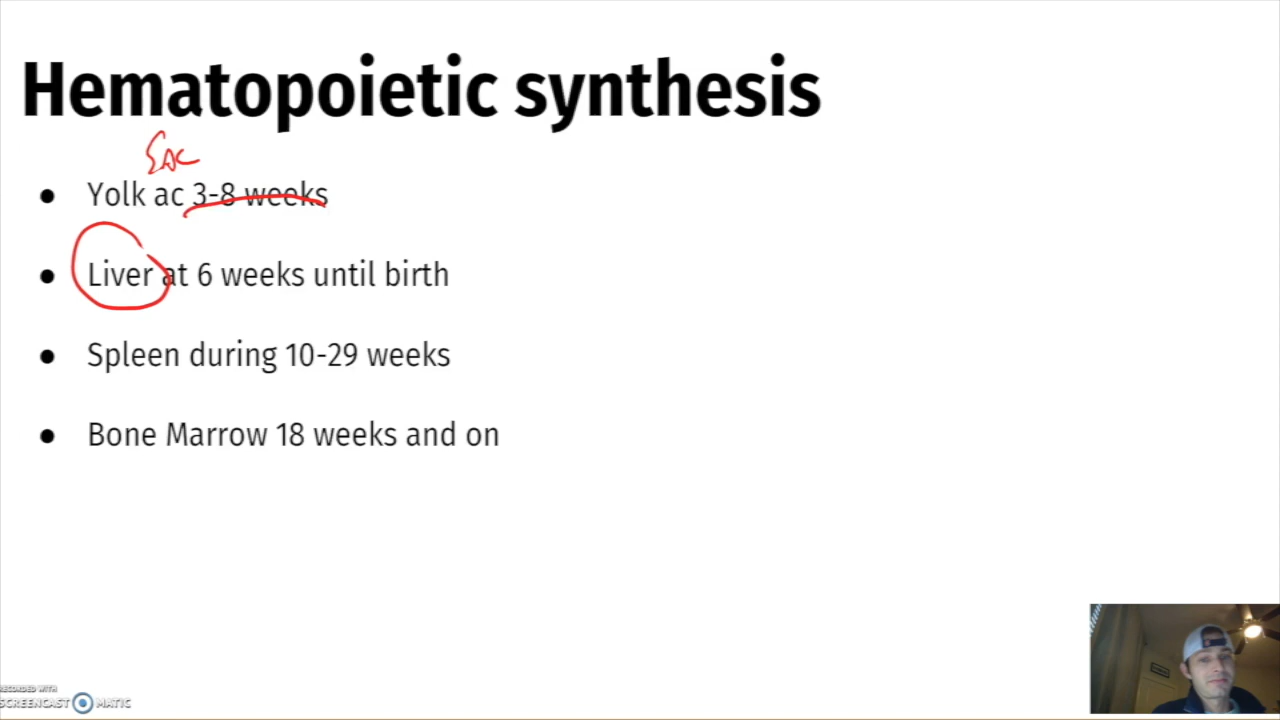 Hematopoietic synthesis
Sac
Yolk ac 3-8 weeks
Liver at 6 weeks until birth
Spleen during 10-29 weeks
Bone Marrow 18 weeks and on
RECORDED WITH
SCREENCAST MATIC